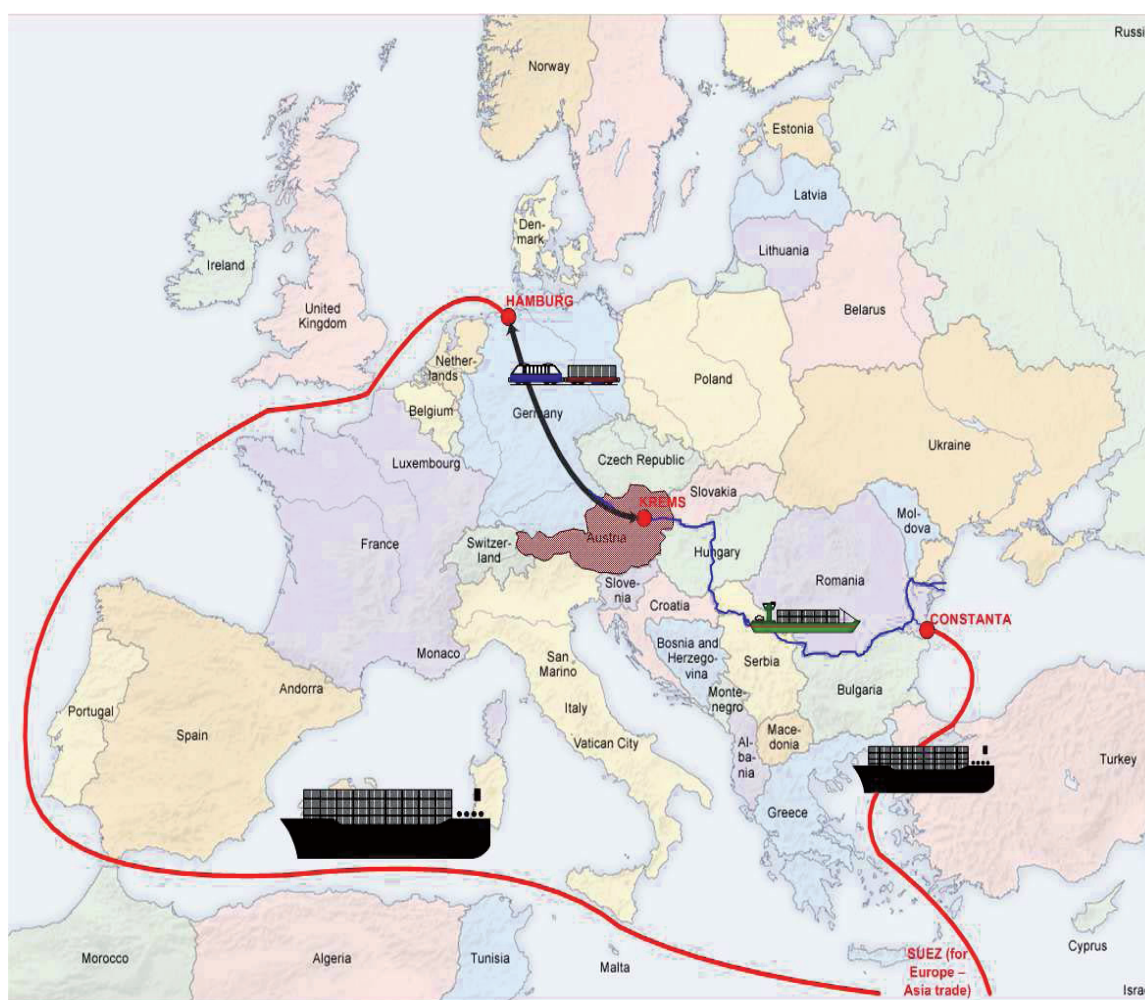 Russi
Norway
Estonia
Latvia
Den-
mark
Lithuania
Ireland
United
Kingdom
HAMBURG
Belarus
Nether-
lands
Poland
Belgium
Germany
Ukraine
Luxembourg
Czech Republic
Slovakia
KREMS
Mol-
dova
France
Switzer-
land
Austria
Hungary
Romania
Slove-
nia
Croatia
CONSTANTA
Monaco
San
Marino
Bosnia and
Herzego-
vina
Serbia
Andorra
Bulgaria
Portugal
Spain
Italy
Monte-
negro
Vatican City
Mace-
donia
Al-
ba-
nia
Turkey
Greece
Cyprus
Morocco
Algeria
Tunisia
Malta
SUEZ (for
Europe –
Asia trade)
Isra